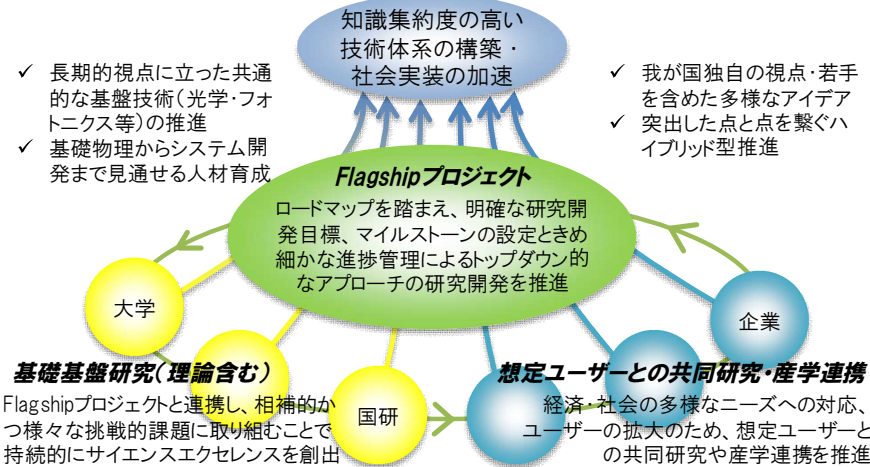 知識集約度の高い
技術体系の構築・
社会実装の加速
✓ 長期的視点に立った共通
的な基盤技術(光学・フォ
トニクス等)の推進
✓ 基礎物理からシステム開
発まで見通せる人材育成
✓ 我が国独自の視点・若手
を含めた多様なアイデア
✓ 突出した点と点を繋ぐハ
イブリッド型推進
Flagshipプロジェクト
ロードマップを踏まえ、明確な研究開
発目標、マイルストーンの設定ときめ
細かな進捗管理によるトップダウン的
なアプローチの研究開発を推進
大学
企業
基礎基盤研究(理論含む)
Flagshipプロジェクトと連携し、相補的か
つ様々な挑戦的課題に取り組むことで
持続的にサイエンスエクセレンスを創出
国研
想定ユーザーとの共同研究・産学連携
経済・社会の多様なニーズへの対応、
ユーザーの拡大のため、想定ユーザーと
の共同研究や産学連携を推進